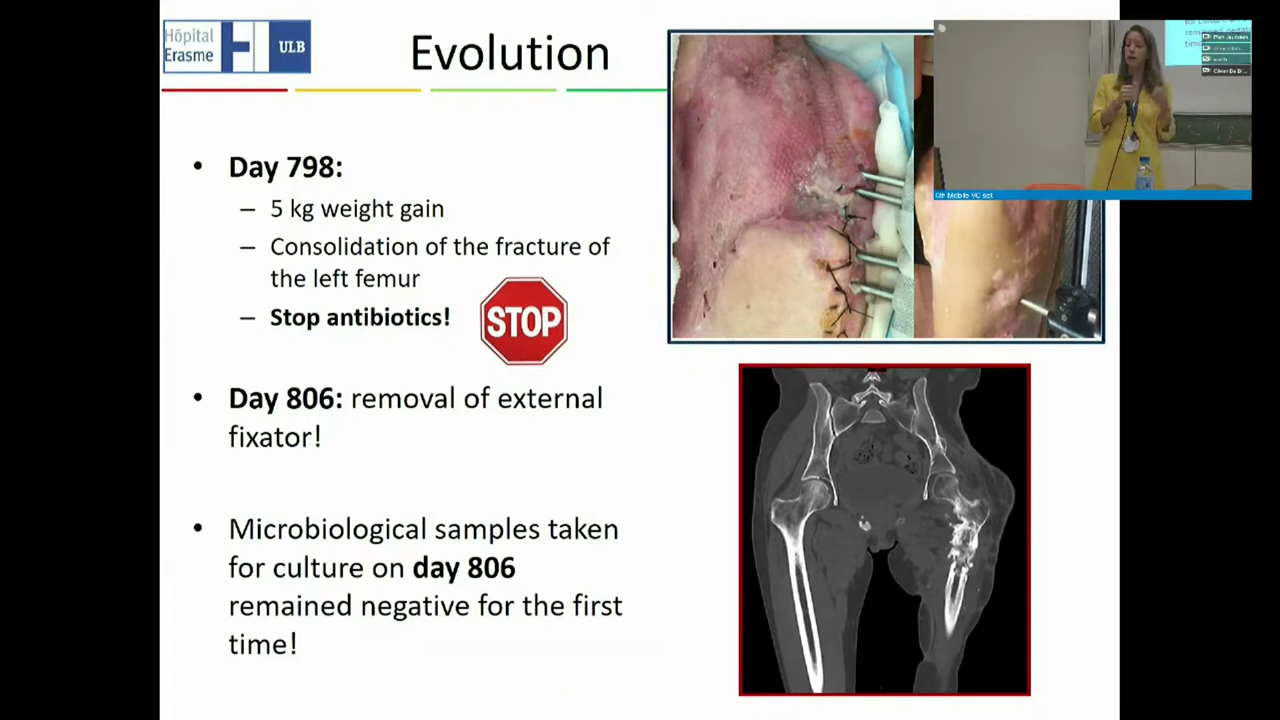 Hôpital
Erasme
ULB
Evolution
• Day 798:
– 5 kg weight gain
– Consolidation of the fracture of
the left femur
– Stop antibiotics!
STOP
• Day 806: removal of external
fixator!
• Microbiological samples taken
for culture on day 806
remained negative for the first
time!